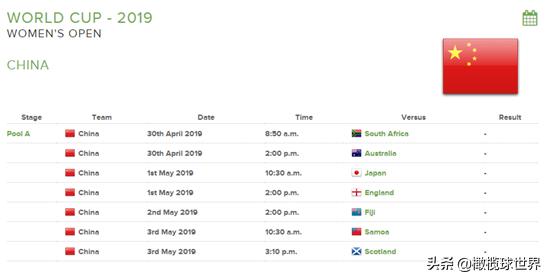 WORLD CUP - 2019
WOMEN'S OPEN
CHINA
Stage Team Date Time Versus Result
Pool A China 30th April 2019 8:50 a.m. South Africa -
China 30th April 2019 2:00 p.m. Australia -
China 1st May 2019 10:30 a.m. Japan -
China 1st May 2019 2:00 p.m. England -
China 2nd May 2019 2:00 p.m. Fiji -
China 3rd May 2019 10:30 a.m. Samoa -
China 3rd May 2019 3:10 p.m. Scotland -
头条 @橄榄球世界